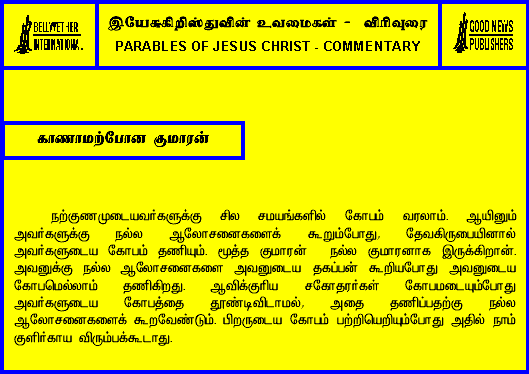 BELLWETHER
INTERNATIONAL
இயேசுகிறிஸ்துவின் உவமைகள் - விரிவுரை
PARABLES OF JESUS CHRIST - COMMENTARY
GOOD NEWS
PUBLISHERS
காணாமற்போன குமாரன்
நற்குணமுடையவர்களுக்கு சில சமயங்களில் கோபம் வரலாம். ஆயினும்
அவர்களுக்கு நல்ல ஆலோசனைகளைக் கூறும்போது, தேவகிருபையினால்
அவர்களுடைய கோபம் தணியும். மூத்த குமாரன் நல்ல குமாரனாக இருக்கிறான்.
அவனுக்கு நல்ல ஆலோசனைகளை அவனுடைய தகப்பன் கூறியபோது அவனுடைய
கோபமெல்லாம் தணிகிறது. ஆவிக்குரிய சகோதரர்கள் கோபமடையும்போது
அவர்களுடைய கோபத்தை தூண்டிவிடாமல், அதை தணிப்பதற்கு நல்ல
ஆலோசனைகளைக் கூறவேண்டும். பிறருடைய கோபம் பற்றியெறியும்போது அதில் நாம்
குளிர்காய விரும்பக்கூடாது.